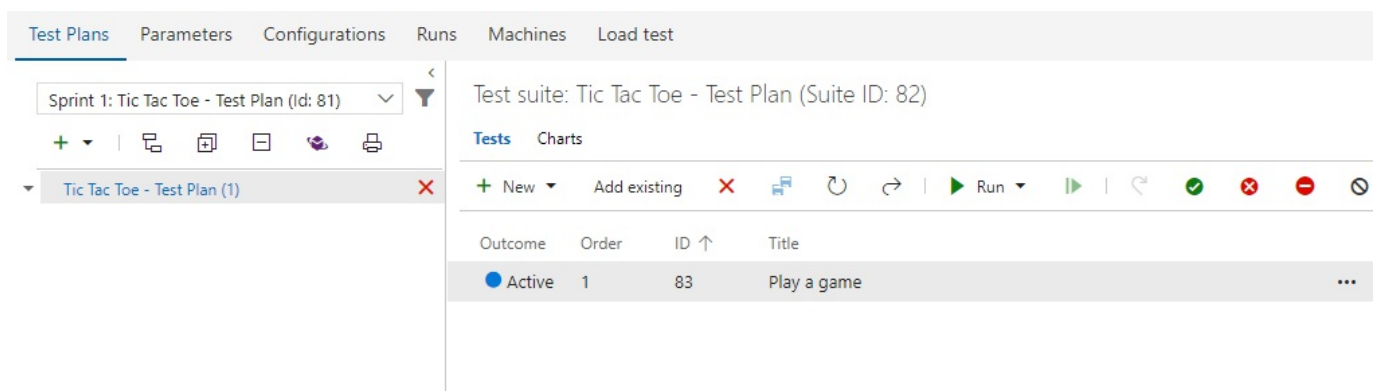 Test Plans Parameters Configurations Runs Machines Load test
Sprint 1: Tic Tac Toe - Test Plan (Id: 81)
Tic Tac Toe - Test Plan (1)
Test suite: Tic Tac Toe - Test Plan (Suite ID: 82)
Tests Charts
New Add existing Run
Outcome Order ID Title
Active 1 83 Play a game